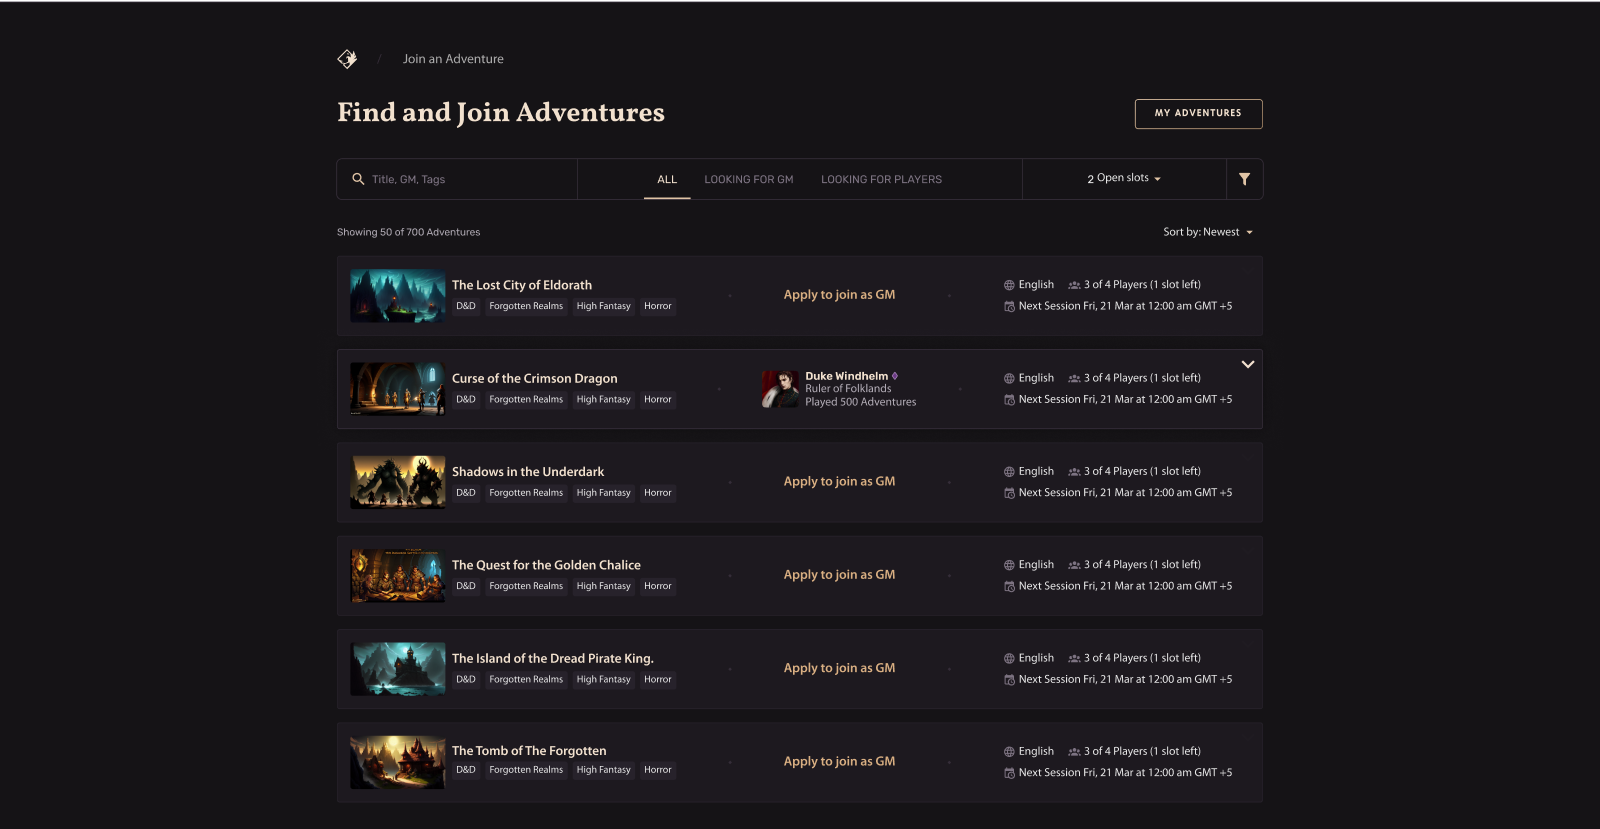 / Join an Adventure
Find and Join Adventures
MY ADVENTURES
Title, GM, Tags
ALL LOOKING FOR GM LOOKING FOR PLAYERS
2 Open slots
Showing 50 of 700 Adventures
Sort by: Newest
The Lost City of Eldorath
D&D Forgotten Realms High Fantasy Horror
Apply to join as GM
English 3 of 4 Players (1 slot left)
Next Session Fri, 21 Mar at 12:00 am GMT +5
Curse of the Crimson Dragon
D&D Forgotten Realms High Fantasy Horror
Duke Windhelm
Ruler of Folklands
Played 500 Adventures
English 3 of 4 Players (1 slot left)
Next Session Fri, 21 Mar at 12:00 am GMT +5
Shadows in the Underdark
D&D Forgotten Realms High Fantasy Horror
Apply to join as GM
English 3 of 4 Players (1 slot left)
Next Session Fri, 21 Mar at 12:00 am GMT +5
The Quest for the Golden Chalice
D&D Forgotten Realms High Fantasy Horror
Apply to join as GM
English 3 of 4 Players (1 slot left)
Next Session Fri, 21 Mar at 12:00 am GMT +5
The Island of the Dread Pirate King.
D&D Forgotten Realms High Fantasy Horror
Apply to join as GM
English 3 of 4 Players (1 slot left)
Next Session Fri, 21 Mar at 12:00 am GMT +5
The Tomb of The Forgotten
D&D Forgotten Realms High Fantasy Horror
Apply to join as GM
English 3 of 4 Players (1 slot left)
Next Session Fri, 21 Mar at 12:00 am GMT +5